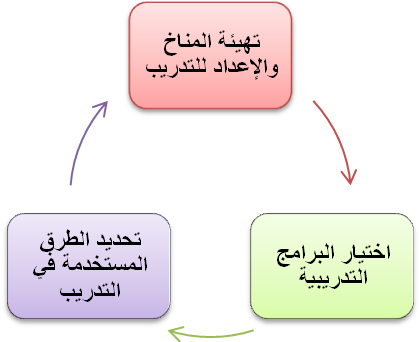 تهيئة المناخ
والإعداد للتدريب
اختيار البرامج
التدريبية
تحديد الطرق
المستخدمة في
التدريب